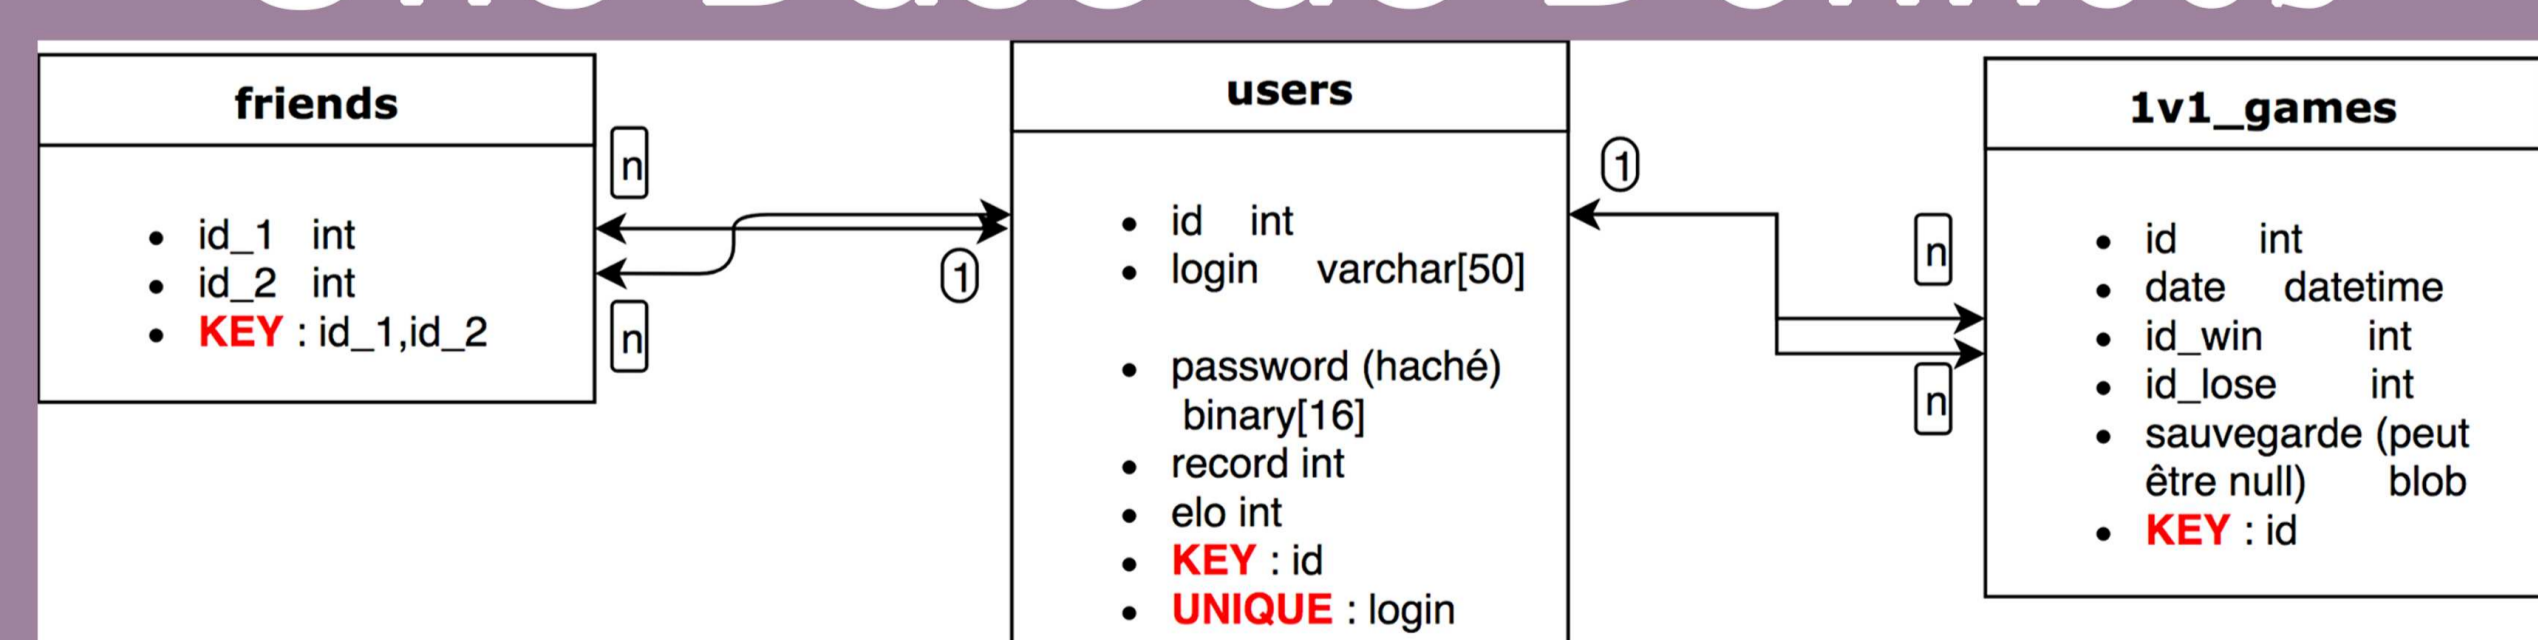 friends
n
id_1 int
id_2 int
KEY : id_1,id_2
n
1
users
id int
login varchar[50]
password (haché)
binary[16]
record int
elo int
KEY : id
UNIQUE : login
1
n
n
1v1_games
id int
date datetime
id_win int
id_lose int
sauvegarde (peut
être null) blob
KEY : id